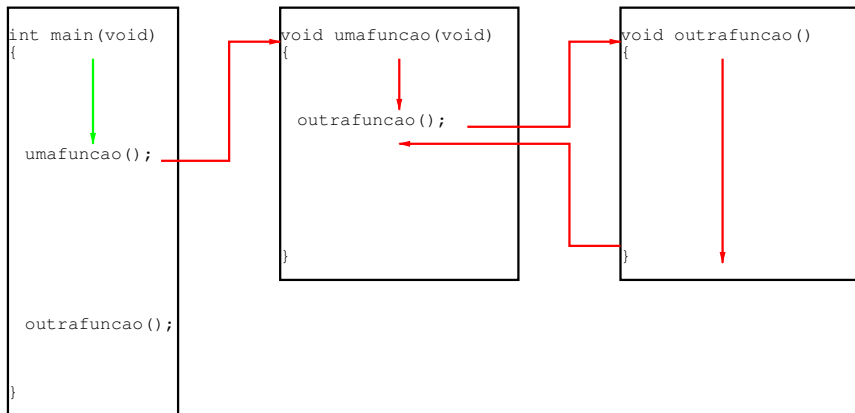 int main(void)
{
umafuncao();
outrafuncao();
}
void umafuncao(void)
{
outrafuncao();
}
void outrafuncao()
{
}